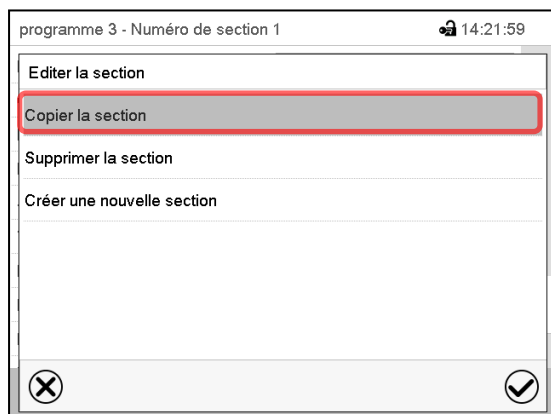 programme 3 - Numéro de section 1 14:21:59
Editer la section
Copier la section
Supprimer la section
Créer une nouvelle section